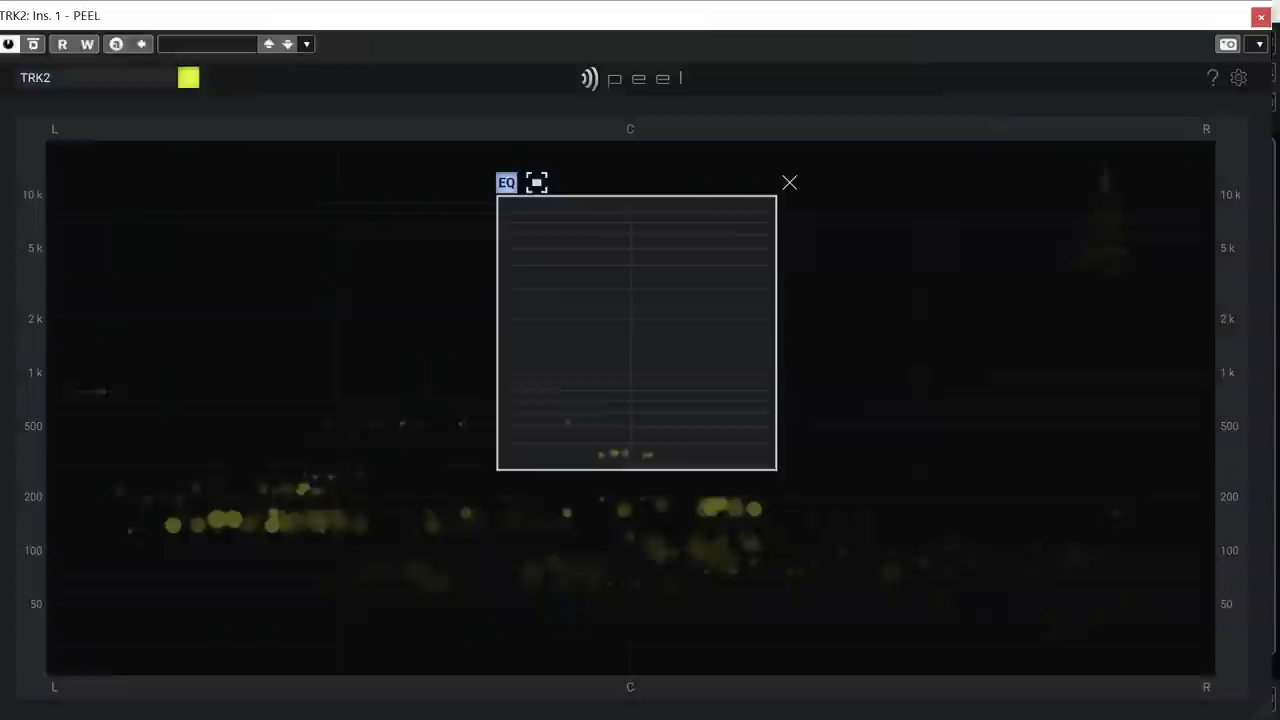 TRK2: Ins. 1 - PEEL
R W
TRK2
peel
?
L C R
EQ
10 k 10 k
5 k 5 k
2 k 2 k
1 k 1 k
500 500
200 200
100 100
50 50
L C R